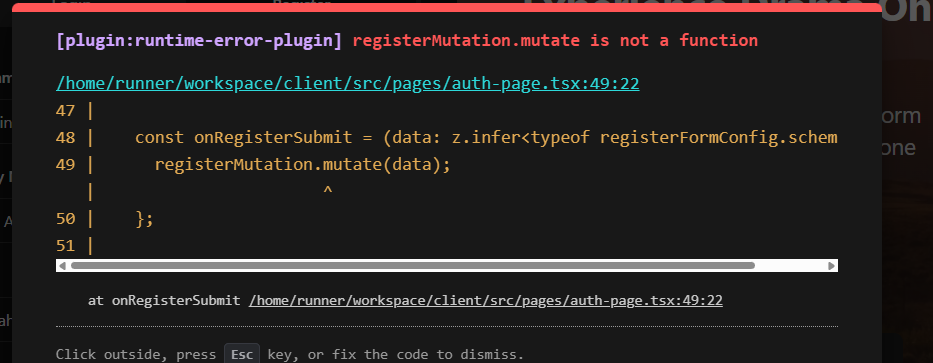 [plugin:runtime-error-plugin] registerMutation.mutate is not a function
/home/runner/workspace/client/src/pages/auth-page.tsx:49:22
47 |
48 |    const onRegisterSubmit = (data: z.infer<typeof registerFormConfig.schem
49 |      registerMutation.mutate(data);
   |                      ^
50 |    };
51 |
at onRegisterSubmit /home/runner/workspace/client/src/pages/auth-page.tsx:49:22
Click outside, press Esc key, or fix the code to dismiss.